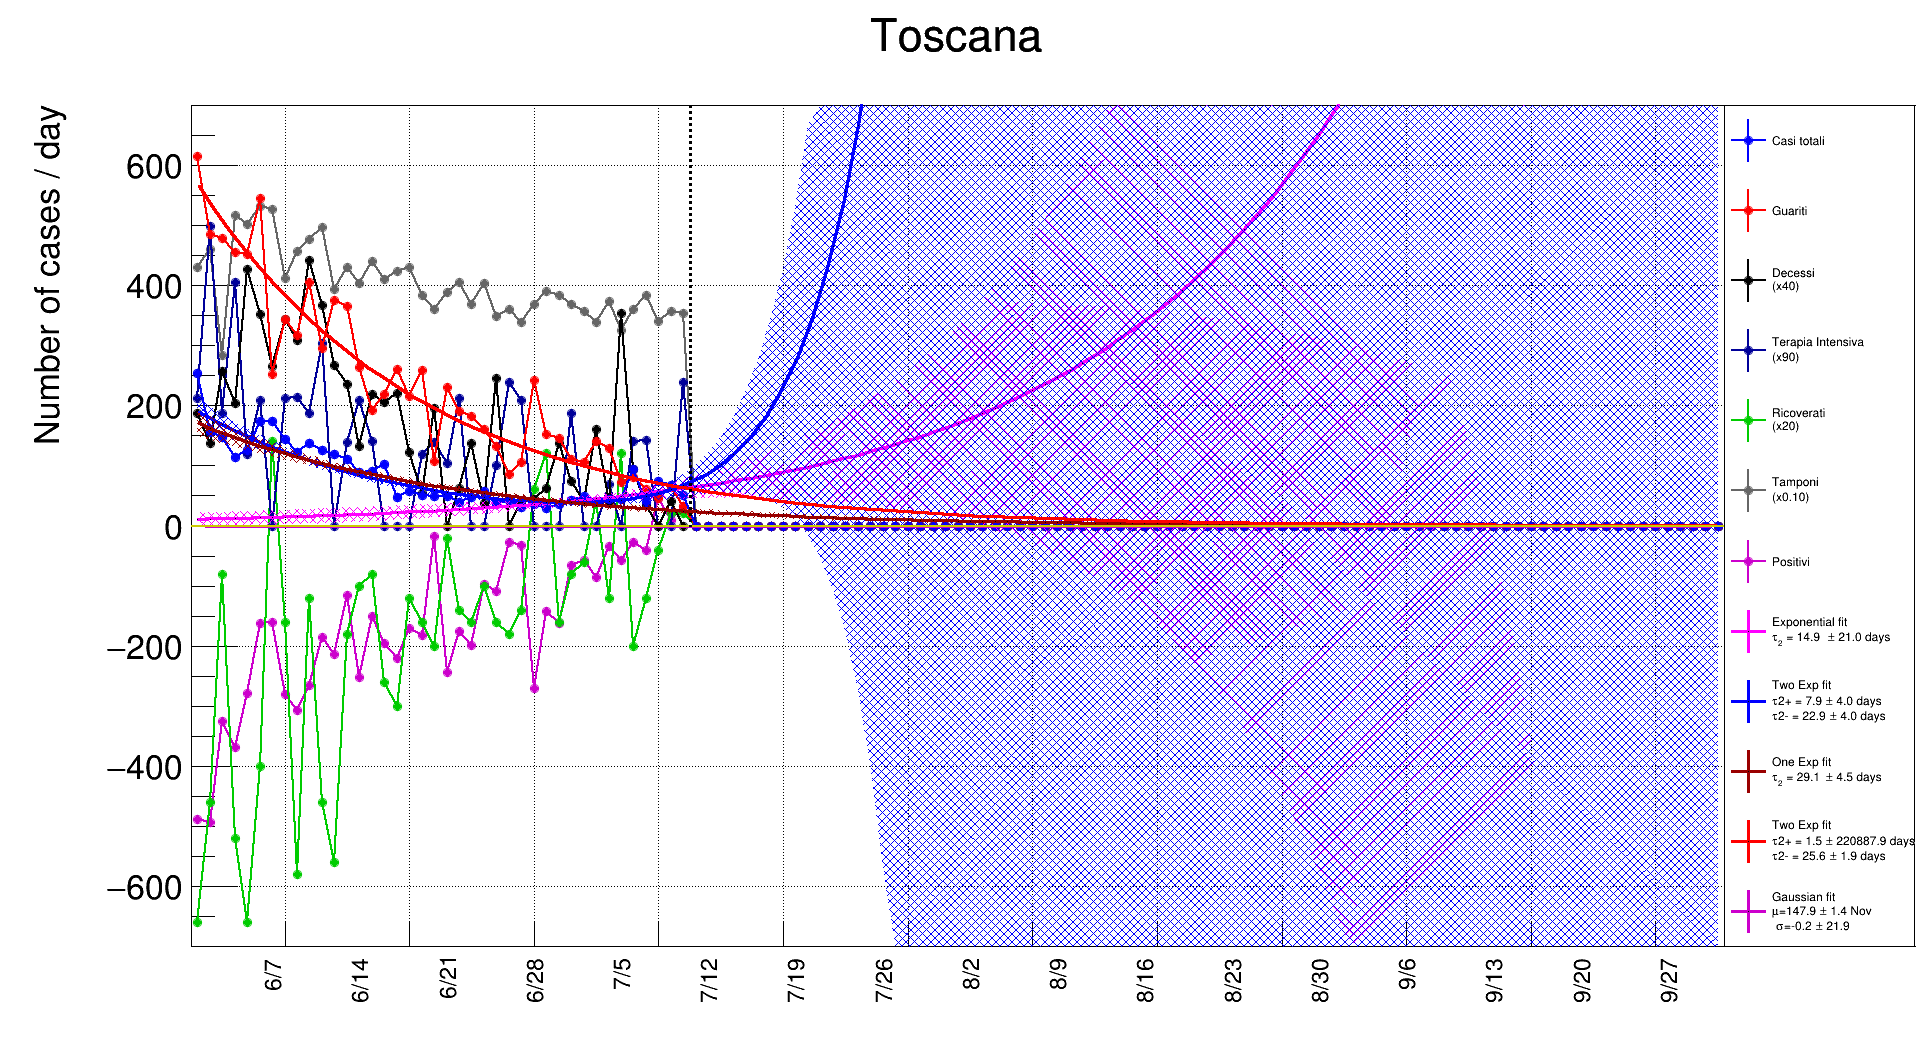 Toscana
Number of cases / day
600
400
200
0
−200
−400
−600
6/7
6/14
6/21
6/28
7/5
7/12
7/19
7/26
8/2
8/9
8/16
8/23
8/30
9/6
9/13
9/20
9/27
Casi totali
Guariti
Decessi
(x40)
Terapia Intensiva
(x90)
Ricoverati
(x20)
Tamponi
(x0.10)
Positivi
Exponential fit
τ2 = 14.9 ± 21.0 days
Two Exp fit
τ2+ = 7.9 ± 4.0 days
τ2- = 22.9 ± 4.0 days
One Exp fit
τ2 = 29.1 ± 4.5 days
Two Exp fit
τ2+ = 1.5 ± 220887.9 days
τ2- = 25.6 ± 1.9 days
Gaussian fit
μ=147.9 ± 1.4 Nov
σ=-0.2 ± 21.9